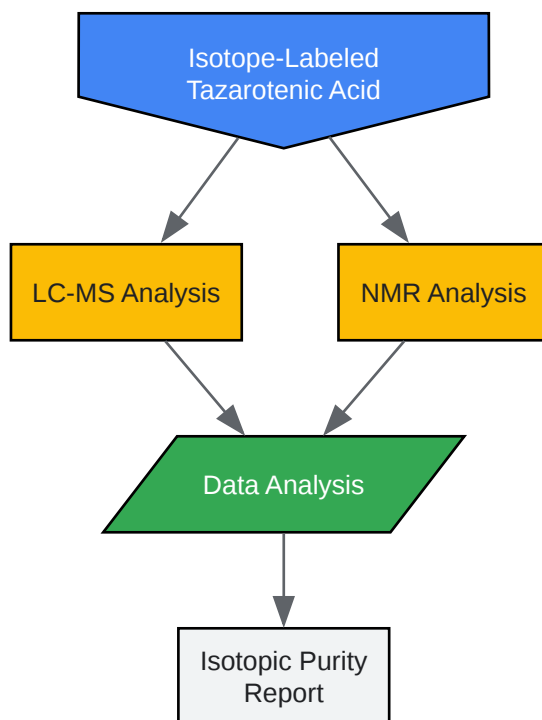 Isotope-Labeled
Tazarotenic Acid
LC-MS Analysis
NMR Analysis
Data Analysis
Isotopic Purity
Report